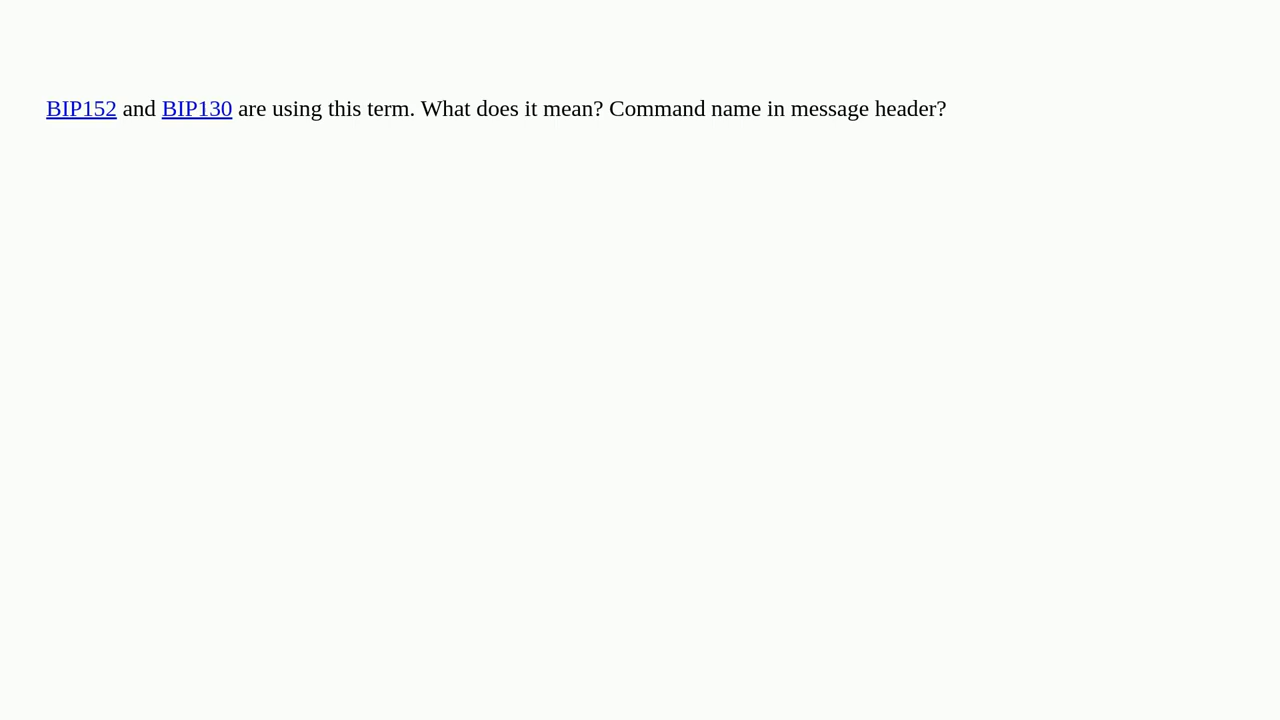 BIP152 and BIP130 are using this term. What does it mean? Command name in message header?